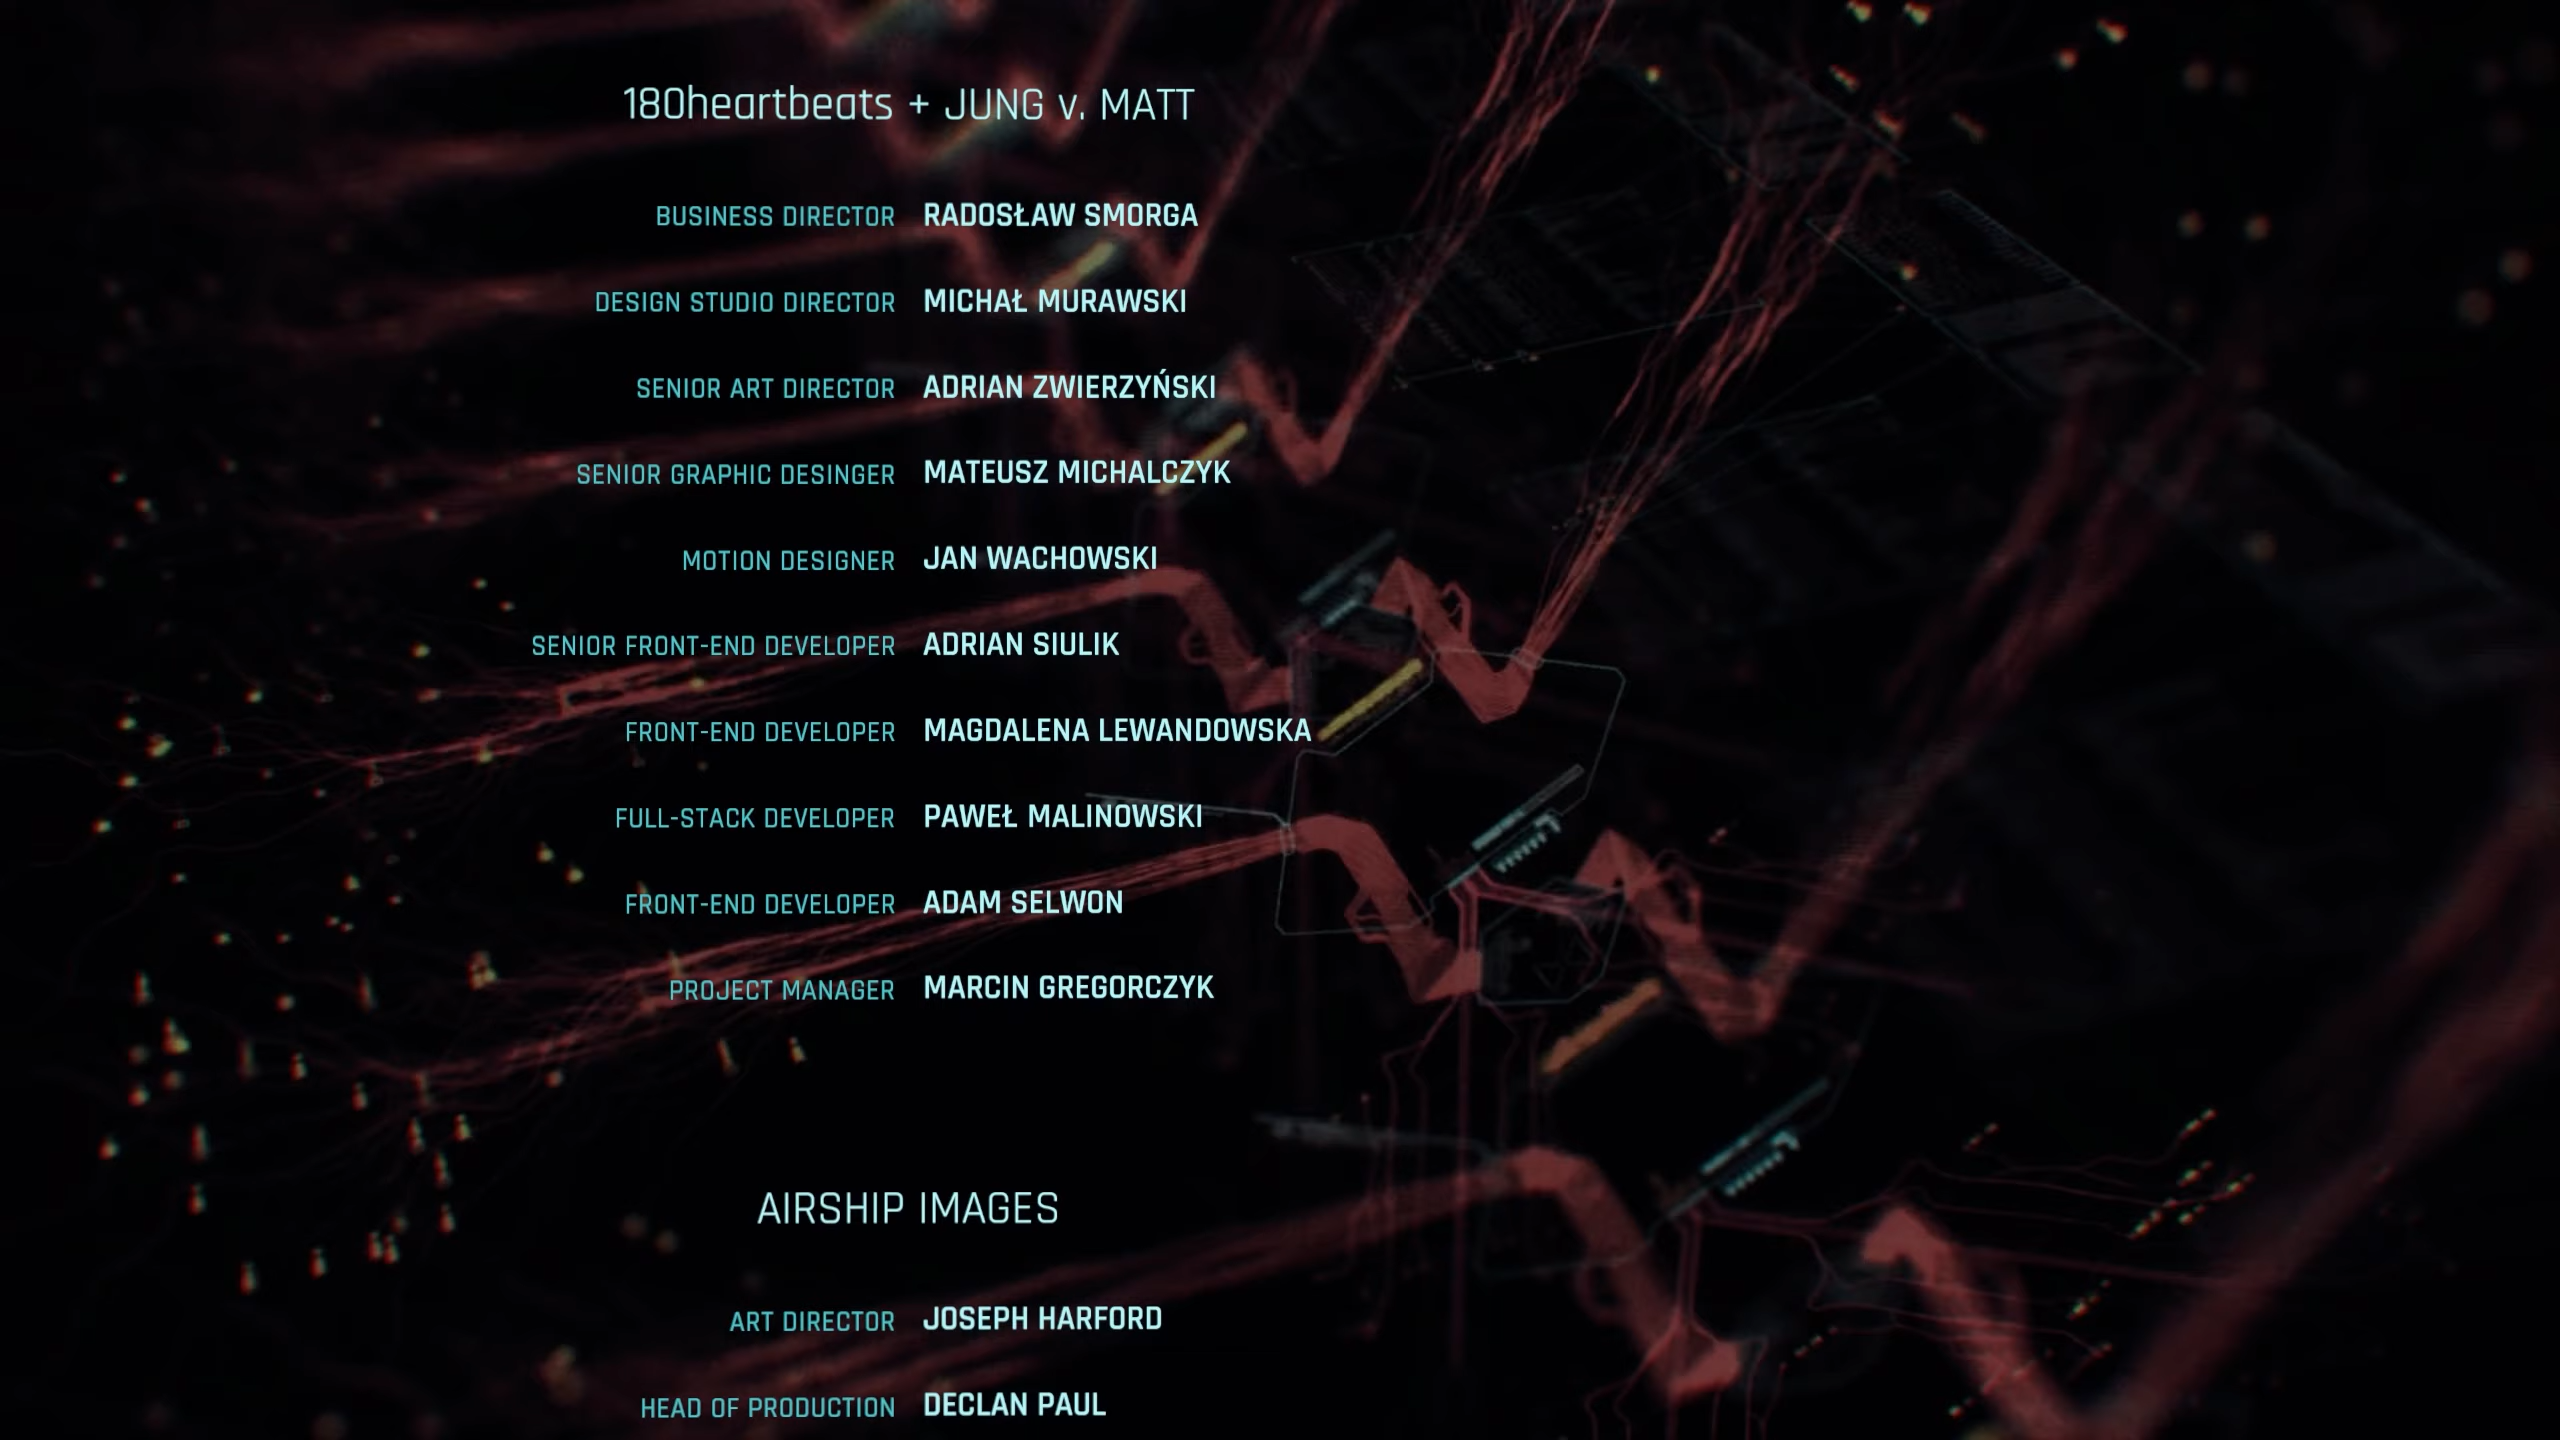 180heartbeats + JUNG v. MATT
BUSINESS DIRECTOR RADOSŁAW SMORGA
DESIGN STUDIO DIRECTOR MICHAŁ MURAWSKI
SENIOR ART DIRECTOR ADRIAN ZWIERZYŃSKI
SENIOR GRAPHIC DESINGER MATEUSZ MICHALCZYK
MOTION DESIGNER JAN WACHOWSKI
SENIOR FRONT-END DEVELOPER ADRIAN SIULIK
FRONT-END DEVELOPER MAGDALENA LEWANDOWSKA
FULL-STACK DEVELOPER PAWEŁ MALINOWSKI
FRONT-END DEVELOPER ADAM SELWON
PROJECT MANAGER MARCIN GREGORCZYK
AIRSHIP IMAGES
ART DIRECTOR JOSEPH HARFORD
HEAD OF PRODUCTION DECLAN PAUL